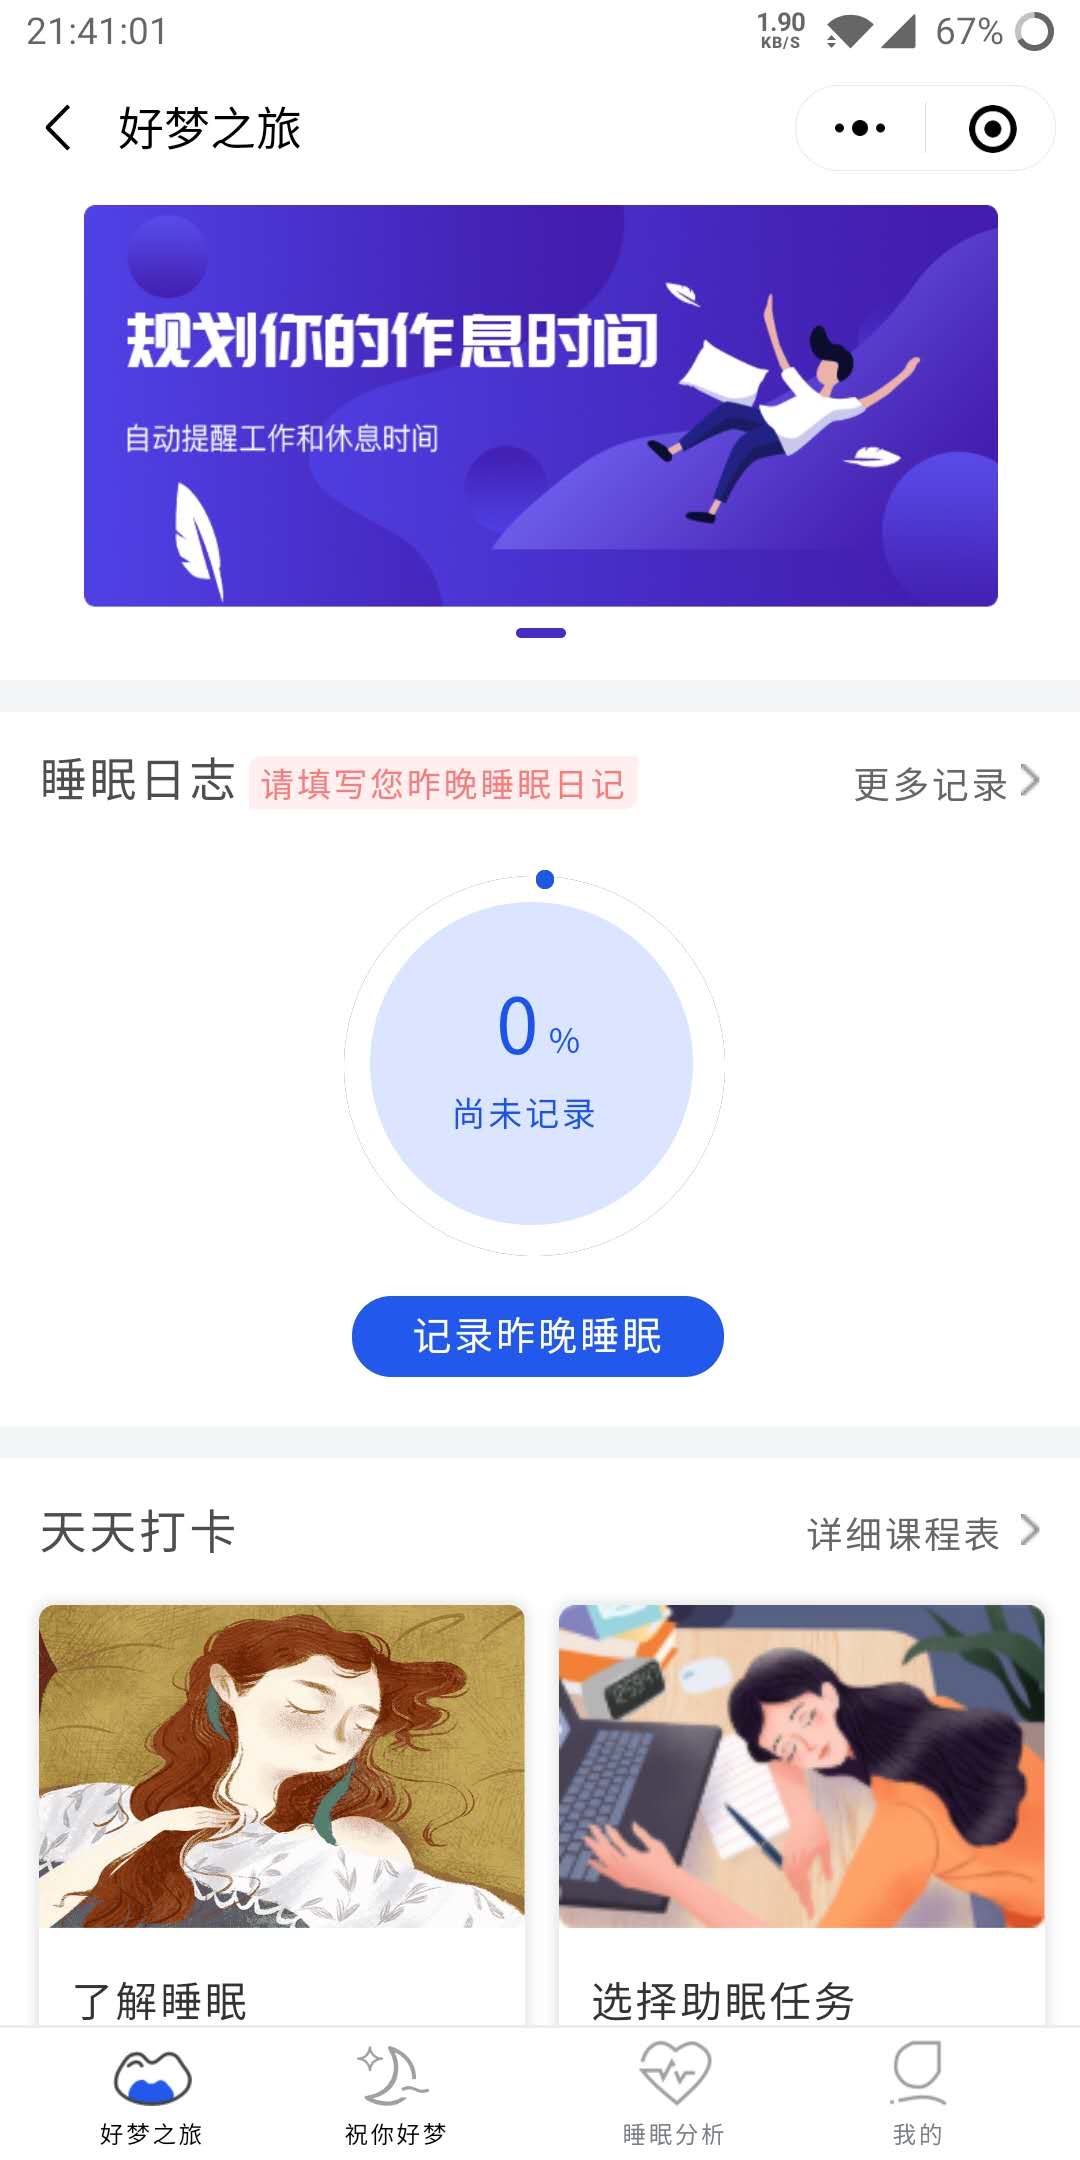 21:41:01
1.90
KB/S
67%
好梦之旅
规划你的作息时间
自动提醒工作和休息时间
睡眠日志
请填写您昨晚睡眠日记
更多记录
0 %
尚未记录
记录昨晚睡眠
天天打卡
详细课程表
了解睡眠
选择助眠任务
好梦之旅
祝你好梦
睡眠分析
我的